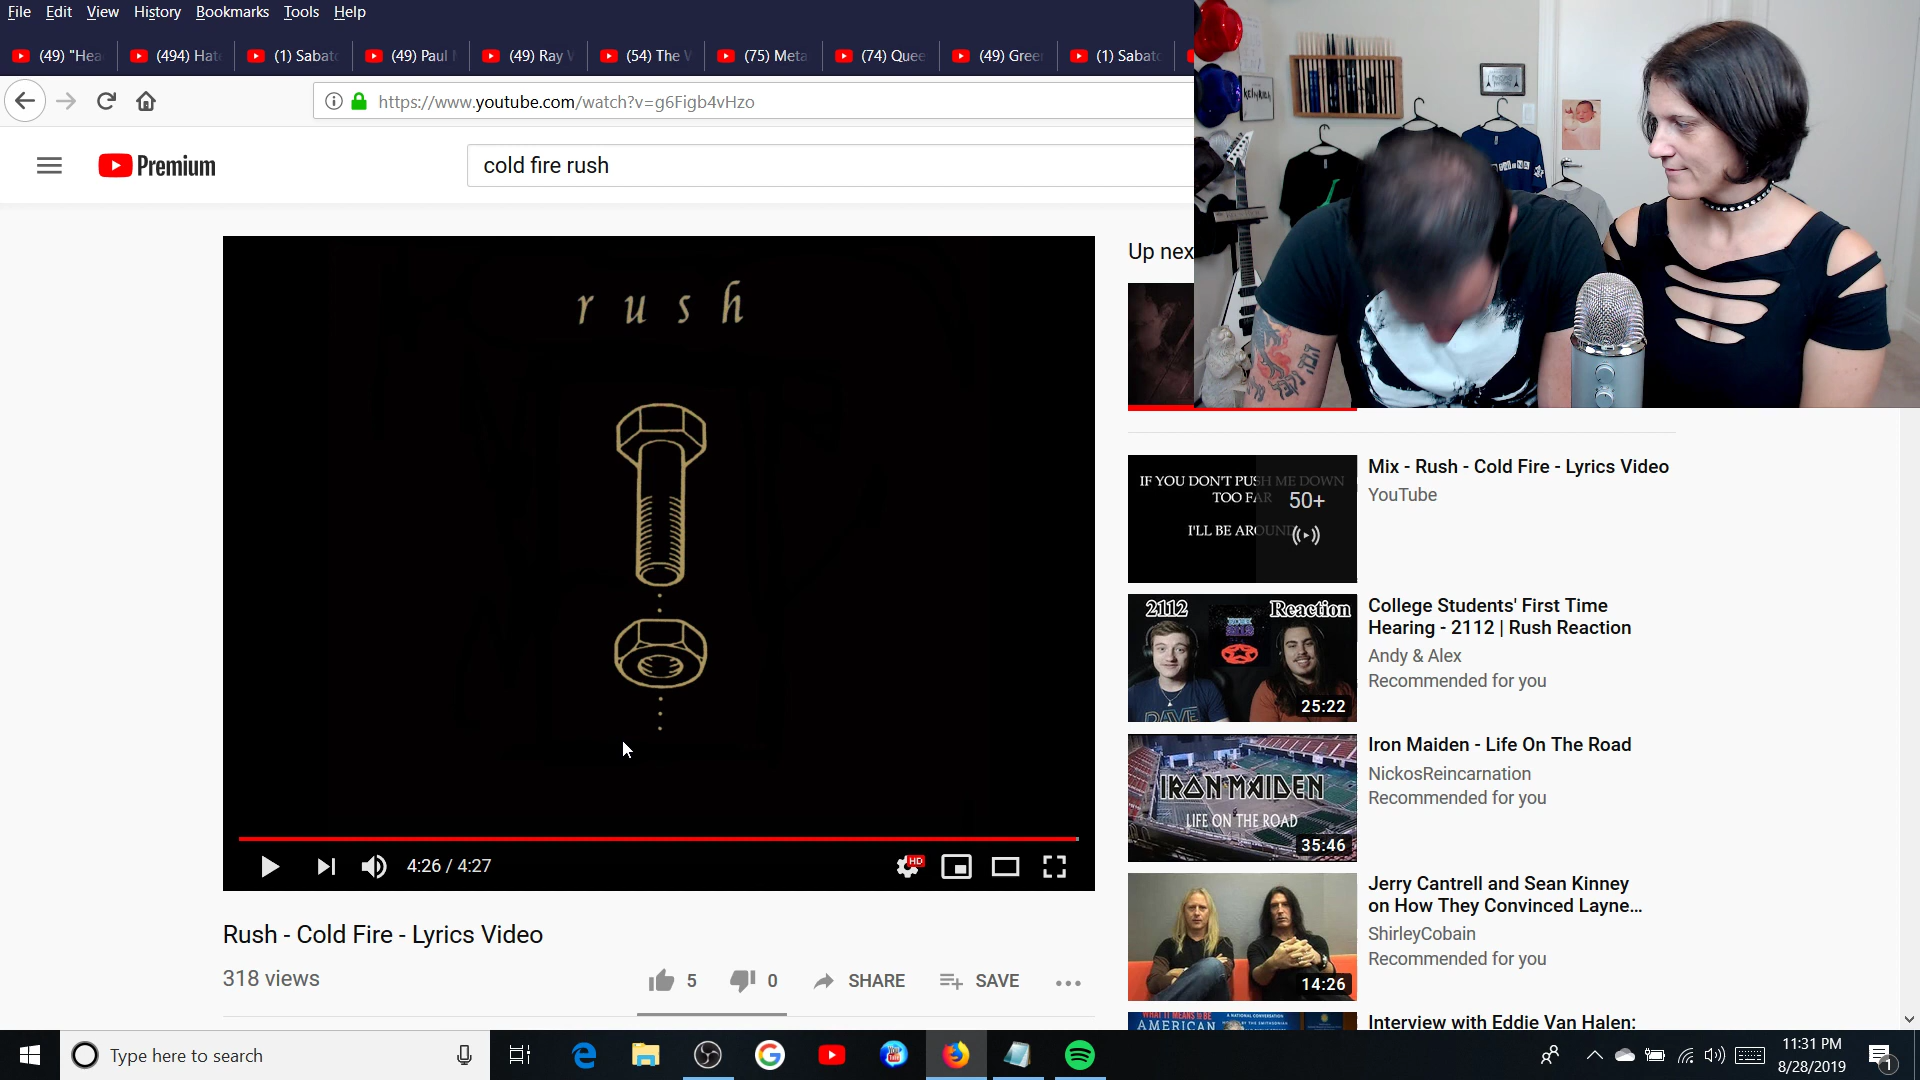 File Edit View History Bookmarks Tools Help
(49) "Hea
(494) Hat
(1) Sabat
(49) Paul
(49) Ray
(54) The
(75) Meta
(74) Quee
(49) Gree
(1) Sabat
https://www.youtube.com/watch?v=g6Figb4vHzo
Premium
cold fire rush
Up nex
rush
4:26 / 4:27
HD
Rush - Cold Fire - Lyrics Video
318 views
5
0
SHARE
SAVE
IF YOU DON'T PUSH ME DOWN
TOO FAR
I'LL BE AROUND
50+
Mix - Rush - Cold Fire - Lyrics Video
YouTube
2112 Reaction
25:22
College Students' First Time
Hearing - 2112 | Rush Reaction
Andy & Alex
Recommended for you
IRON MAIDEN
LIFE ON THE ROAD
35:46
Iron Maiden - Life On The Road
NickosReincarnation
Recommended for you
14:26
Jerry Cantrell and Sean Kinney
on How They Convinced Layne...
ShirleyCobain
Recommended for you
WHAT IT MEANS TO BE
AMERICAN
Interview with Eddie Van Halen:
Type here to search
11:31 PM
8/28/2019
1